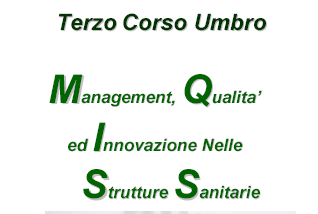 Terzo Corso Umbro
Management, Qualita'
ed Innovazione Nelle
Strutture Sanitarie